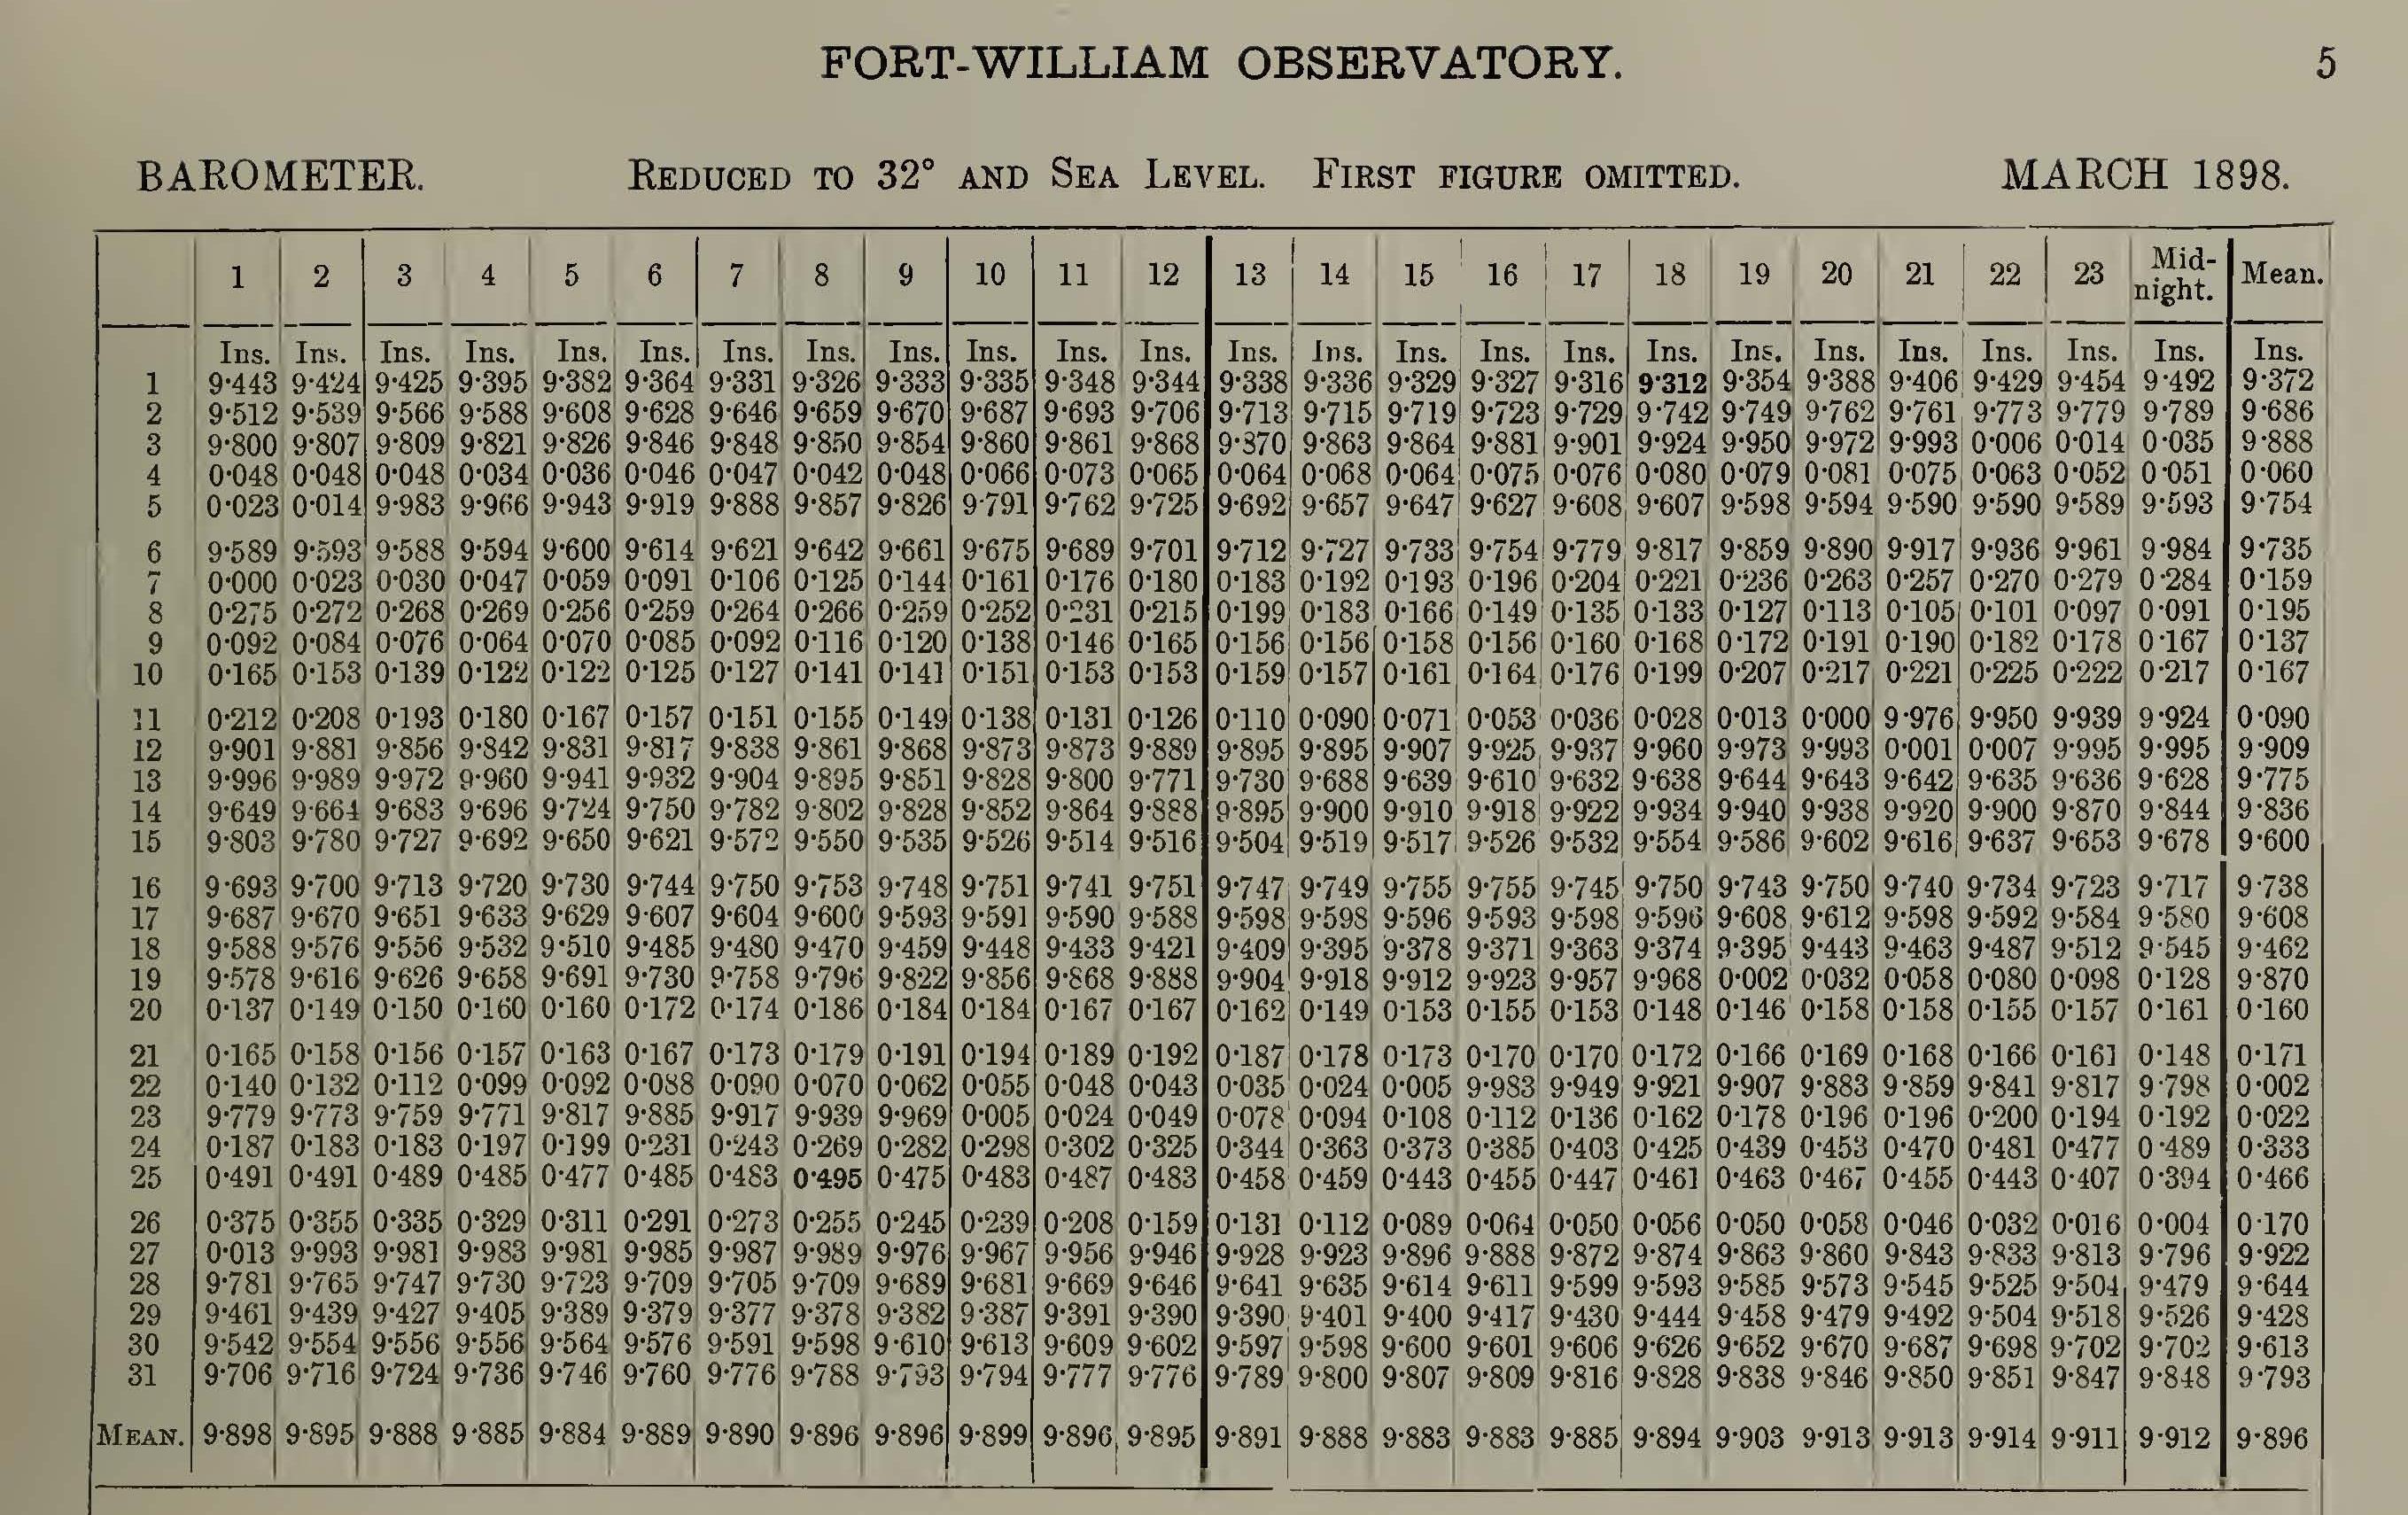 FORT-WILLIAM OBSERVATORY. 5
BAROMETER. REDUCED TO 32° AND SEA LEVEL. FIRST FIGURE OMITTED. MARCH 1898.
1 2 3 4 5 6 7 8 9 10 11 12 13 14 15 16 17 18 19 20 21 22 23 Mid-night. Mean.
Ins. Ins. Ins. Ins. Ins. Ins. Ins. Ins. Ins. Ins. Ins. Ins. Ins. Ins. Ins. Ins. Ins. Ins. Ins. Ins. Ins. Ins. Ins. Ins. Ins.
1 9·443 9·424 9·425 9·395 9·382 9·364 9·331 9·326 9·333 9·335 9·348 9·344 9·338 9·336 9·329 9·327 9·316 9·312 9·354 9·388 9·406 9·429 9·454 9·492 9·372
2 9·512 9·539 9·566 9·588 9·608 9·628 9·646 9·659 9·670 9·687 9·693 9·706 9·713 9·715 9·719 9·723 9·729 9·742 9·749 9·762 9·761 9·773 9·779 9·789 9·686
3 9·800 9·807 9·809 9·821 9·826 9·846 9·848 9·850 9·854 9·860 9·861 9·868 9·870 9·863 9·864 9·881 9·901 9·924 9·950 9·972 9·993 0·006 0·014 0·035 9·888
4 0·048 0·048 0·048 0·034 0·036 0·046 0·047 0·042 0·048 0·066 0·073 0·065 0·064 0·068 0·064 0·075 0·076 0·080 0·079 0·081 0·075 0·063 0·052 0·051 0·060
5 0·023 0·014 9·983 9·966 9·943 9·919 9·888 9·857 9·826 9·791 9·762 9·725 9·692 9·657 9·647 9·627 9·608 9·607 9·598 9·594 9·590 9·590 9·589 9·593 9·754
6 9·589 9·593 9·588 9·594 9·600 9·614 9·621 9·642 9·661 9·675 9·689 9·701 9·712 9·727 9·733 9·754 9·779 9·817 9·859 9·890 9·917 9·936 9·961 9·984 9·735
7 0·000 0·023 0·030 0·047 0·059 0·091 0·106 0·125 0·144 0·161 0·176 0·180 0·183 0·192 0·193 0·196 0·204 0·221 0·236 0·263 0·257 0·270 0·279 0·284 0·159
8 0·275 0·272 0·268 0·269 0·256 0·259 0·264 0·266 0·259 0·252 0·231 0·215 0·199 0·183 0·166 0·149 0·135 0·133 0·127 0·113 0·105 0·101 0·097 0·091 0·195
9 0·092 0·084 0·076 0·064 0·070 0·085 0·092 0·116 0·120 0·138 0·146 0·165 0·156 0·156 0·158 0·156 0·160 0·168 0·172 0·191 0·190 0·182 0·178 0·167 0·137
10 0·165 0·153 0·139 0·122 0·122 0·125 0·127 0·141 0·141 0·151 0·153 0·153 0·159 0·157 0·161 0·164 0·176 0·199 0·207 0·217 0·221 0·225 0·222 0·217 0·167
11 0·212 0·208 0·193 0·180 0·167 0·157 0·151 0·155 0·149 0·138 0·131 0·126 0·110 0·090 0·071 0·053 0·036 0·028 0·013 0·000 9·976 9·950 9·939 9·924 0·090
12 9·901 9·881 9·856 9·842 9·831 9·817 9·838 9·861 9·868 9·873 9·873 9·889 9·895 9·895 9·907 9·925 9·937 9·960 9·973 9·993 0·001 0·007 9·995 9·995 9·909
13 9·996 9·989 9·972 9·960 9·941 9·932 9·904 9·895 9·851 9·828 9·800 9·771 9·730 9·688 9·639 9·610 9·632 9·638 9·644 9·643 9·642 9·635 9·636 9·628 9·775
14 9·649 9·664 9·683 9·696 9·724 9·750 9·782 9·802 9·828 9·852 9·864 9·888 9·895 9·900 9·910 9·918 9·922 9·934 9·940 9·938 9·920 9·900 9·870 9·844 9·836
15 9·803 9·780 9·727 9·692 9·650 9·621 9·572 9·550 9·535 9·526 9·514 9·516 9·504 9·519 9·517 9·526 9·532 9·554 9·586 9·602 9·616 9·637 9·653 9·678 9·600
16 9·693 9·700 9·713 9·720 9·730 9·744 9·750 9·753 9·748 9·751 9·741 9·751 9·747 9·749 9·755 9·755 9·745 9·750 9·743 9·750 9·740 9·734 9·723 9·717 9·738
17 9·687 9·670 9·651 9·633 9·629 9·607 9·604 9·600 9·593 9·591 9·590 9·588 9·598 9·598 9·596 9·593 9·598 9·596 9·608 9·612 9·598 9·592 9·584 9·580 9·608
18 9·588 9·576 9·556 9·532 9·510 9·485 9·480 9·470 9·459 9·448 9·433 9·421 9·409 9·395 9·378 9·371 9·363 9·374 9·395 9·443 9·463 9·487 9·512 9·545 9·462
19 9·578 9·616 9·626 9·658 9·691 9·730 9·758 9·796 9·822 9·856 9·868 9·888 9·904 9·918 9·912 9·923 9·957 9·968 0·002 0·032 0·058 0·080 0·098 0·128 9·870
20 0·137 0·149 0·150 0·160 0·160 0·172 0·174 0·186 0·184 0·184 0·167 0·167 0·162 0·149 0·153 0·155 0·153 0·148 0·146 0·158 0·158 0·155 0·157 0·161 0·160
21 0·165 0·158 0·156 0·157 0·163 0·167 0·173 0·179 0·191 0·194 0·189 0·192 0·187 0·178 0·173 0·170 0·170 0·172 0·166 0·169 0·168 0·166 0·161 0·148 0·171
22 0·140 0·132 0·112 0·099 0·092 0·088 0·090 0·070 0·062 0·055 0·048 0·043 0·035 0·024 0·005 9·983 9·949 9·921 9·907 9·883 9·859 9·841 9·817 9·798 0·002
23 9·779 9·773 9·759 9·771 9·817 9·885 9·917 9·939 9·969 0·005 0·024 0·049 0·078 0·094 0·108 0·112 0·136 0·162 0·178 0·196 0·196 0·200 0·194 0·192 0·022
24 0·187 0·183 0·183 0·197 0·199 0·231 0·243 0·269 0·282 0·298 0·302 0·325 0·344 0·363 0·373 0·385 0·403 0·425 0·439 0·453 0·470 0·481 0·477 0·489 0·333
25 0·491 0·491 0·489 0·485 0·477 0·485 0·483 0·495 0·475 0·483 0·487 0·483 0·458 0·459 0·443 0·455 0·447 0·461 0·463 0·467 0·455 0·443 0·407 0·394 0·466
26 0·375 0·355 0·335 0·329 0·311 0·291 0·273 0·255 0·245 0·239 0·208 0·159 0·131 0·112 0·089 0·064 0·050 0·056 0·050 0·058 0·046 0·032 0·016 0·004 0·170
27 0·013 9·993 9·981 9·983 9·981 9·985 9·987 9·989 9·976 9·967 9·956 9·946 9·928 9·923 9·896 9·888 9·872 9·874 9·863 9·860 9·843 9·833 9·813 9·796 9·922
28 9·781 9·765 9·747 9·730 9·723 9·709 9·705 9·709 9·689 9·681 9·669 9·646 9·641 9·635 9·614 9·611 9·599 9·593 9·585 9·573 9·545 9·525 9·504 9·479 9·644
29 9·461 9·439 9·427 9·405 9·389 9·379 9·377 9·378 9·382 9·387 9·391 9·390 9·390 9·401 9·400 9·417 9·430 9·444 9·458 9·479 9·492 9·504 9·518 9·526 9·428
30 9·542 9·554 9·556 9·556 9·564 9·576 9·591 9·598 9·610 9·613 9·609 9·602 9·597 9·598 9·600 9·601 9·606 9·626 9·652 9·670 9·687 9·698 9·702 9·702 9·613
31 9·706 9·716 9·724 9·736 9·746 9·760 9·776 9·788 9·793 9·794 9·777 9·776 9·789 9·800 9·807 9·809 9·816 9·828 9·838 9·846 9·850 9·851 9·847 9·848 9·793
MEAN. 9·898 9·895 9·888 9·885 9·884 9·889 9·890 9·896 9·896 9·899 9·896 9·895 9·891 9·888 9·883 9·883 9·885 9·894 9·903 9·913 9·913 9·914 9·911 9·912 9·896